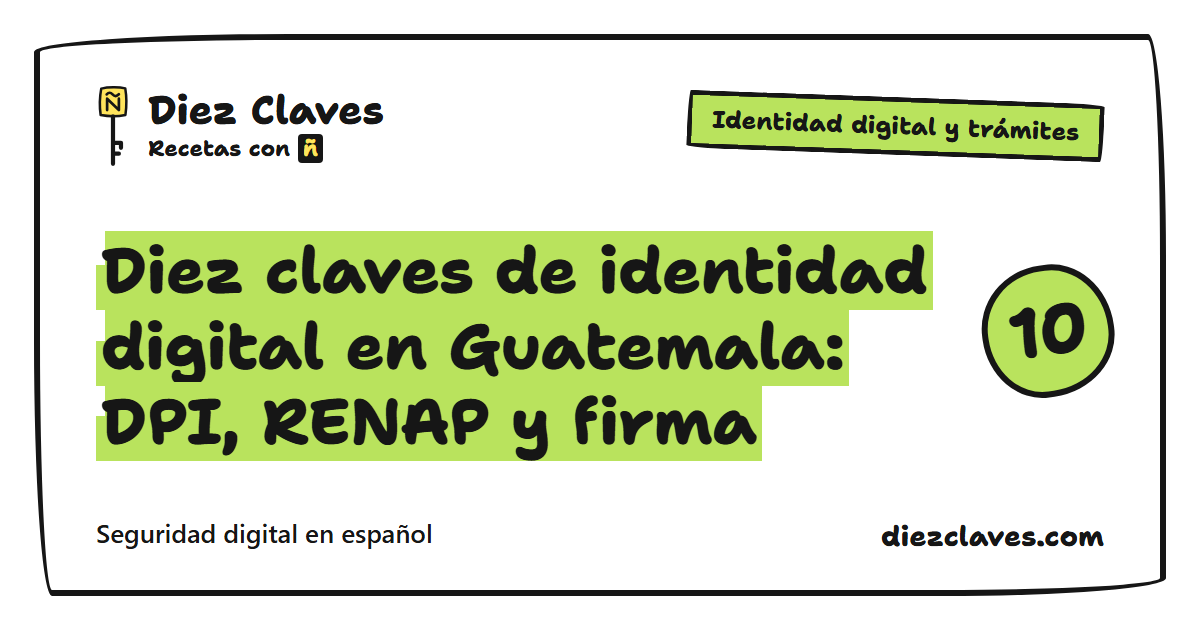 Ñ
Diez Claves
Recetas con ñ
Identidad digital y trámites
Diez claves de identidad
digital en Guatemala:
DPI, RENAP y firma
10
Seguridad digital en español
diezclaves.com